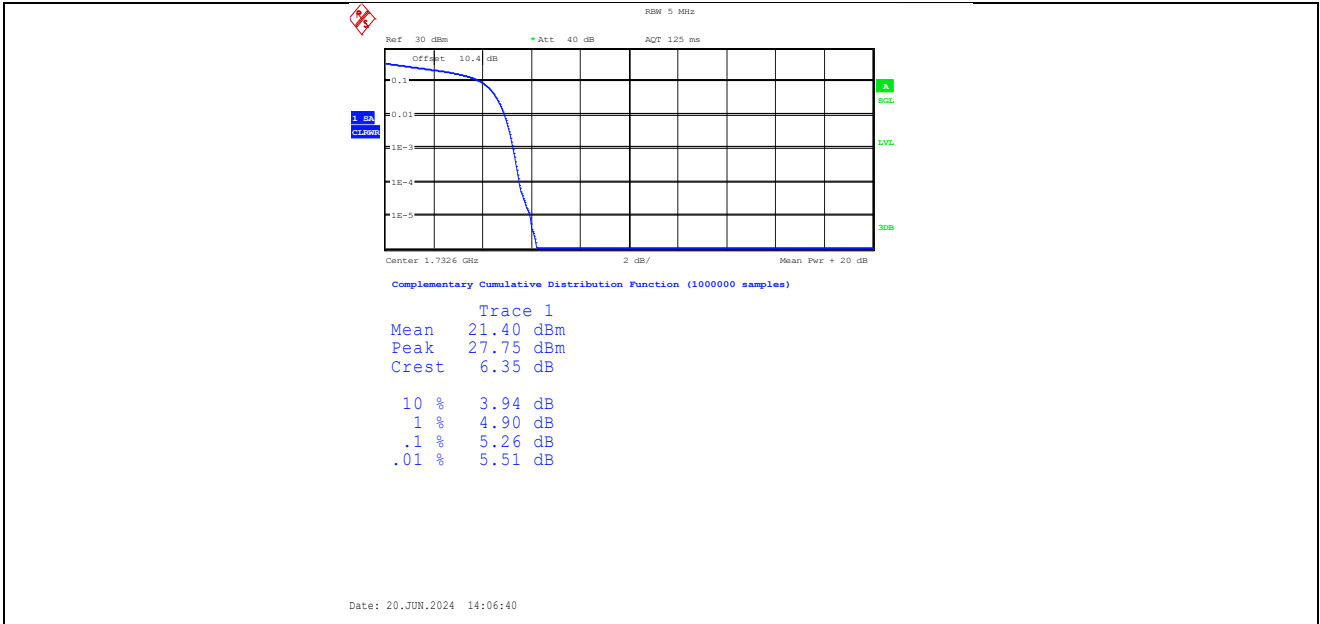 RBW 5 MHz
Ref 30 dBm *Att 40 dB AQT 125 ms
Offset 10.4 dB
0.1
A
SGL
1 SA
0.01
CLRWR
LVL
1E-3
1E-4
1E-5
3DB
Center 1.7326 GHz 2 dB/ Mean Pwr + 20 dB
Complementary Cumulative Distribution Function (1000000 samples)
Trace 1
Mean 21.40 dBm
Peak 27.75 dBm
Crest 6.35 dB
10 % 3.94 dB
1 % 4.90 dB
.1 % 5.26 dB
.01 % 5.51 dB
Date: 20.JUN.2024 14:06:40